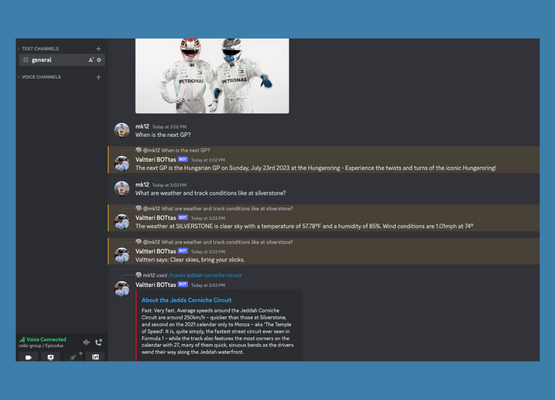 TEXT CHANNELS
general
VOICE CHANNELS
PETRONAS PETRONAS
mk12 Today at 3:02 PM
When is the next GP?
@mk12 When is the next GP?
Valtteri BOTtas BOT Today at 3:02 PM
The next GP is the Hungarian GP on Sunday, July 23rd 2023 at the Hungaroring - Experience the twists and turns of the iconic Hungaroring!
mk12 Today at 3:03 PM
What are weather and track conditions like at silverstone?
@mk12 What are weather and track conditions like at silverstone?
Valtteri BOTtas BOT Today at 3:03 PM
The weather at SILVERSTONE is clear sky with a temperature of 57.78°F and a humidity of 85%. Wind conditions are 1.01mph at 74°
@mk12 What are weather and track conditions like at silverstone?
Valtteri BOTtas BOT Today at 3:03 PM
Valtteri says: Clear skies, bring your slicks.
mk12 used /tracks jeddah-corniche-circuit
Valtteri BOTtas BOT Today at 3:03 PM
About the Jedda Corniche Circuit
Fast. Very fast. Average speeds around the Jeddah Corniche
Circuit are around 250km/h – quicker than those at Silverstone,
and second on the 2021 calendar only to Monza – aka 'The Temple
of Speed'. It is, quite simply, the fastest street circuit ever seen in
Formula 1 – while the track also features the most corners on the
calendar with 27, many of them quick, sinuous bends as the drivers
wend their way along the Jeddah waterfront.
Voice Connected